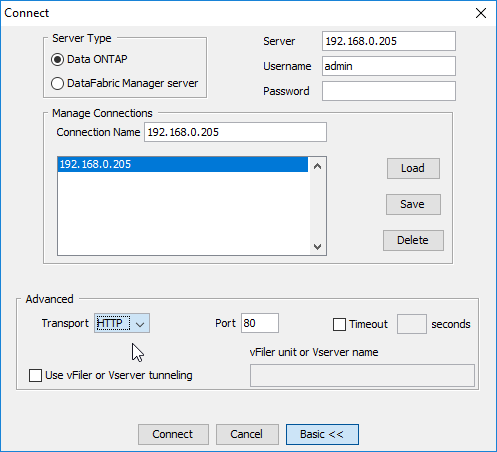 Connect
Server Type
Data ONTAP
DataFabric Manager server
Server 192.168.0.205
Username admin
Password
Manage Connections
Connection Name 192.168.0.205
192.168.0.205
Load
Save
Delete
Advanced
Transport HTTP Port 80 Timeout seconds
vFiler unit or Vserver name
Use vFiler or Vserver tunneling
Connect Cancel Basic <<